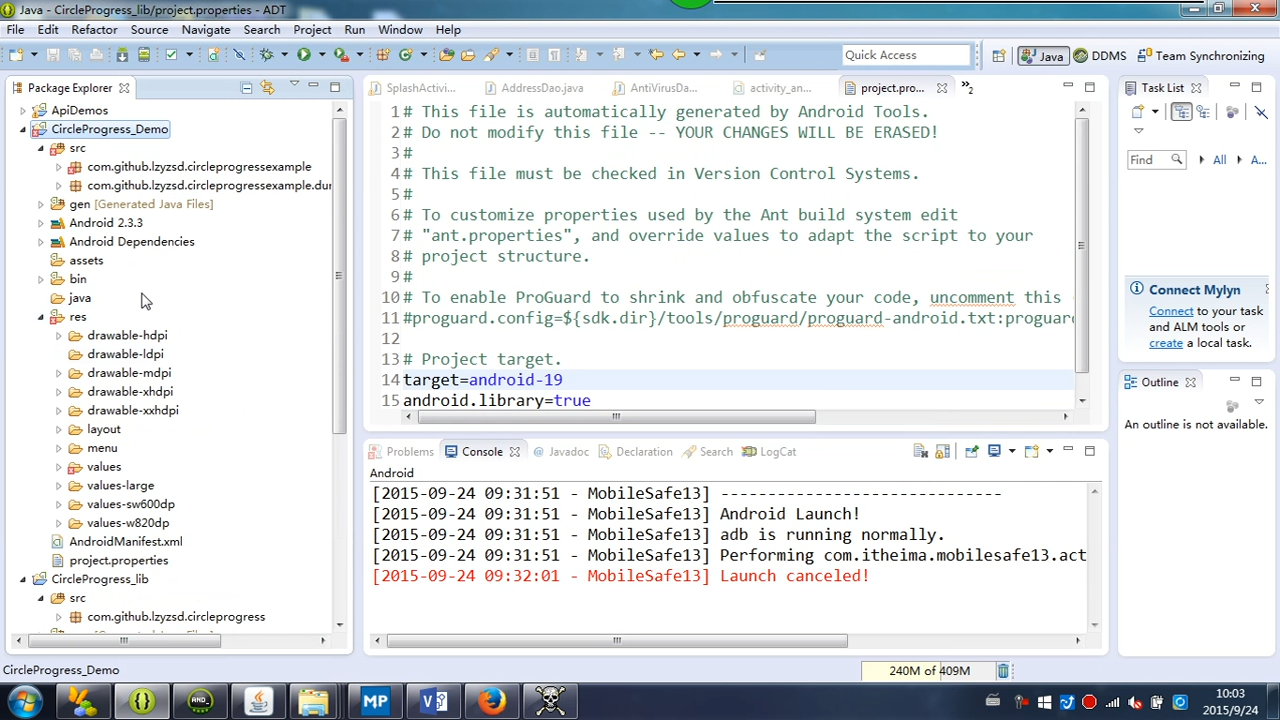 Java - CircleProgress_lib/project.properties - ADT
File Edit Refactoring Source Navigate Search Project Run Window Help
Quick Access
Java
DDMS
Team Synchronizing
Package Explorer
ApiDemos
CircleProgress_Demo
src
com.github.lzyzsd.circleprogressexample
com.github.lzyzsd.circleprogressexample.dur
gen [Generated Java Files]
Android 2.3.3
Android Dependencies
assets
bin
java
res
drawable-hdpi
drawable-ldpi
drawable-mdpi
drawable-xhdpi
drawable-xxhdpi
layout
menu
values
values-large
values-sw600dp
values-w820dp
AndroidManifest.xml
project.properties
CircleProgress_lib
src
com.github.lzyzsd.circleprogress
SplashActivi...
AddressDao.java
AntiVirusDa...
activity_an...
project.pro...
»2
1 # This file is automatically generated by Android Tools.
2 # Do not modify this file -- YOUR CHANGES WILL BE ERASED!
3 #
4 # This file must be checked in Version Control Systems.
5 #
6 # To customize properties used by the Ant build system edit
7 # "ant.properties", and override values to adapt the script to your
8 # project structure.
9 #
10 # To enable ProGuard to shrink and obfuscate your code, uncomment this
11 #proguard.config=${sdk.dir}/tools/proguard/proguard-android.txt:proguard
12
13 # Project target.
14 target=android-19
15 android.library=true
Problems
Console
Javadoc
Declaration
Search
LogCat
Android
[2015-09-24 09:31:51 - MobileSafe13] ------------------------------
[2015-09-24 09:31:51 - MobileSafe13] Android Launch!
[2015-09-24 09:31:51 - MobileSafe13] adb is running normally.
[2015-09-24 09:31:51 - MobileSafe13] Performing com.itheima.mobilesafe13.act
[2015-09-24 09:32:01 - MobileSafe13] Launch canceled!
Task List
Find
All
A...
Connect Mylyn
Connect to your task
and ALM tools or
create a local task.
Outline
An outline is not available.
CircleProgress_Demo
240M of 409M
AND_
MP
10:03
2015/9/24